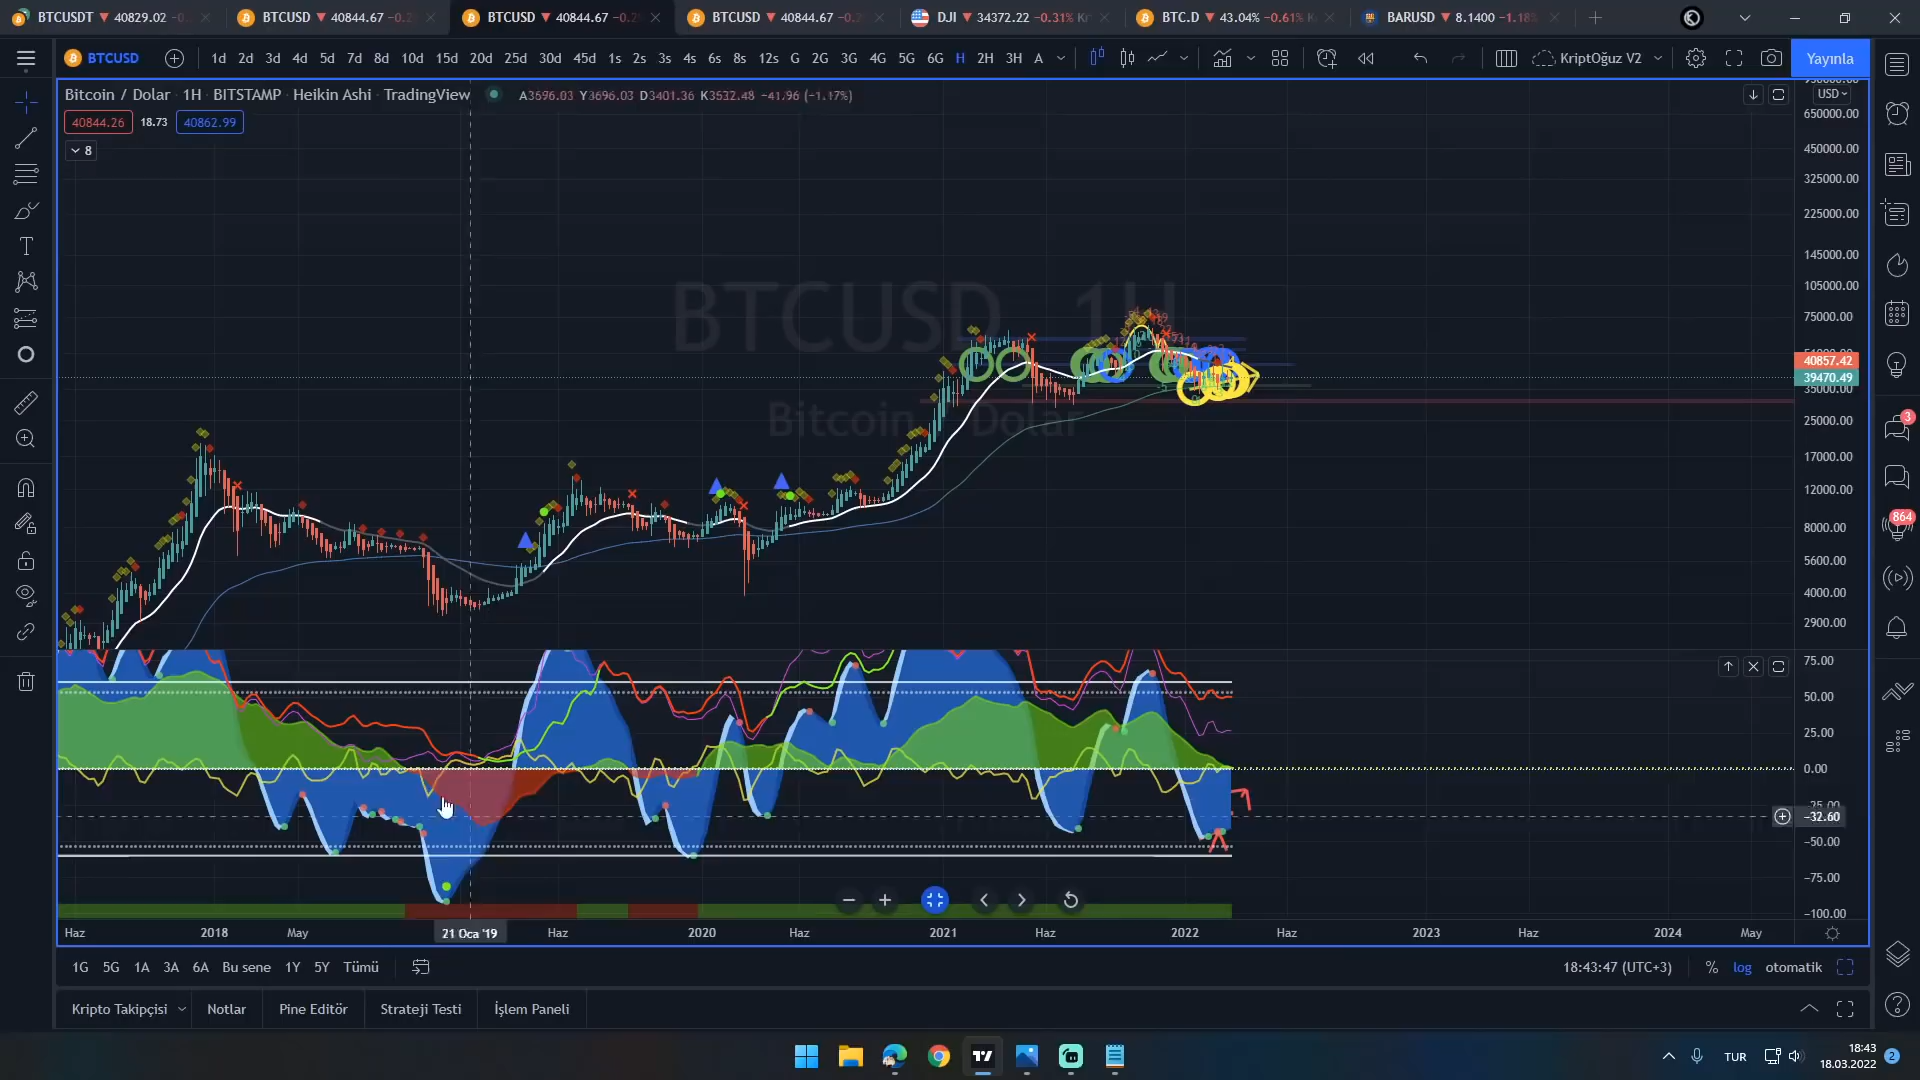 BTCUSDT ▼ 40829.02 BTCUSD ▼ 40844.67 BTCUSD ▼ 40844.67 BTCUSD ▼ 40844.67 DJI ▼ 34372.22 −0.31% BTC.D ▼ 43.04% −0.61% BARUSD ▼ 8.1400 −1.18%
BTCUSD 1d 2d 3d 4d 5d 7d 8d 10d 15d 20d 25d 30d 45d 1s 2s 3s 4s 6s 8s 12s G 2G 3G 4G 5G 6G H 2H 3H A KriptoğOğuz V2 Yayınla
Bitcoin / Dolar · 1H · BITSTAMP · Heikin Ashi · TradingView A3696.03 Y3696.03 D3401.36 K3532.48 −41.96 (−1.17%)
USD
40844.26 18.73 40862.99
8
650000.00
450000.00
325000.00
225000.00
145000.00
105000.00
75000.00
40857.42
39470.49
35000.00
25000.00
17000.00
12000.00
8000.00
5600.00
4000.00
2900.00
BTCUSD 1H
Bitcoin / Dolar
75.00
50.00
25.00
0.00
−25.00
−32.60
−50.00
−75.00
−100.00
Haz 2018 May 21 Oca '19 Haz 2020 Haz 2021 Haz 2022 Haz 2023 Haz 2024 May
1G 5G 1A 3A 6A Bu sene 1Y 5Y Tümü 18:43:47 (UTC+3) % log otomatik
Kripto Takipçisi Notlar Pine Editör Strateji Testi İşlem Paneli
3
864
TUR 18:43
18.03.2022 2